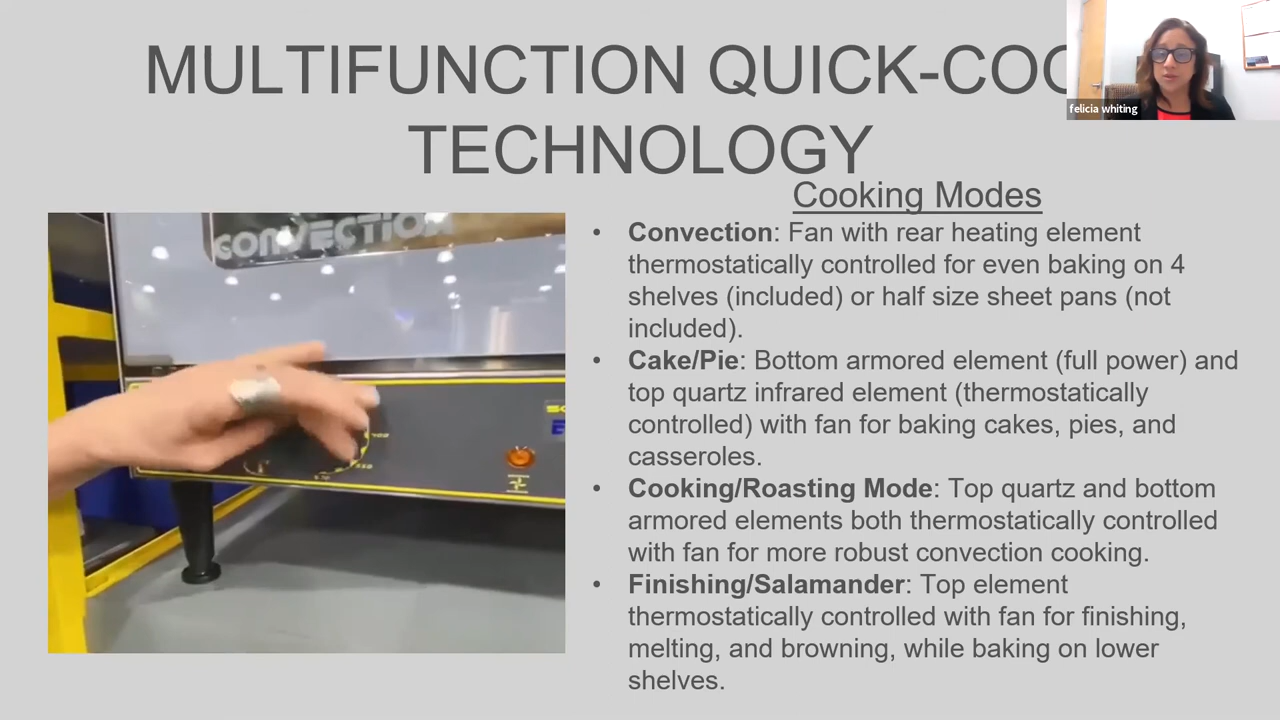 MULTIFUNCTION QUICK-COO
TECHNOLOGY
felicia whiting
Cooking Modes
• Convection: Fan with rear heating element
thermostatically controlled for even baking on 4
shelves (included) or half size sheet pans (not
included).
• Cake/Pie: Bottom armored element (full power) and
top quartz infrared element (thermostatically
controlled) with fan for baking cakes, pies, and
casseroles.
• Cooking/Roasting Mode: Top quartz and bottom
armored elements both thermostatically controlled
with fan for more robust convection cooking.
• Finishing/Salamander: Top element
thermostatically controlled with fan for finishing,
melting, and browning, while baking on lower
shelves.
CONVECTION